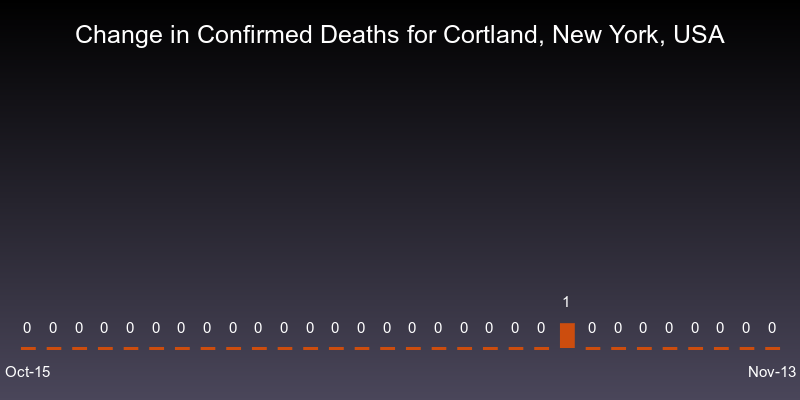 Change in Confirmed Deaths for Cortland, New York, USA
1
0 0 0 0 0 0 0 0 0 0 0 0 0 0 0 0 0 0 0 0 0 0 0 0 0 0 0 0 0
Oct-15 Nov-13